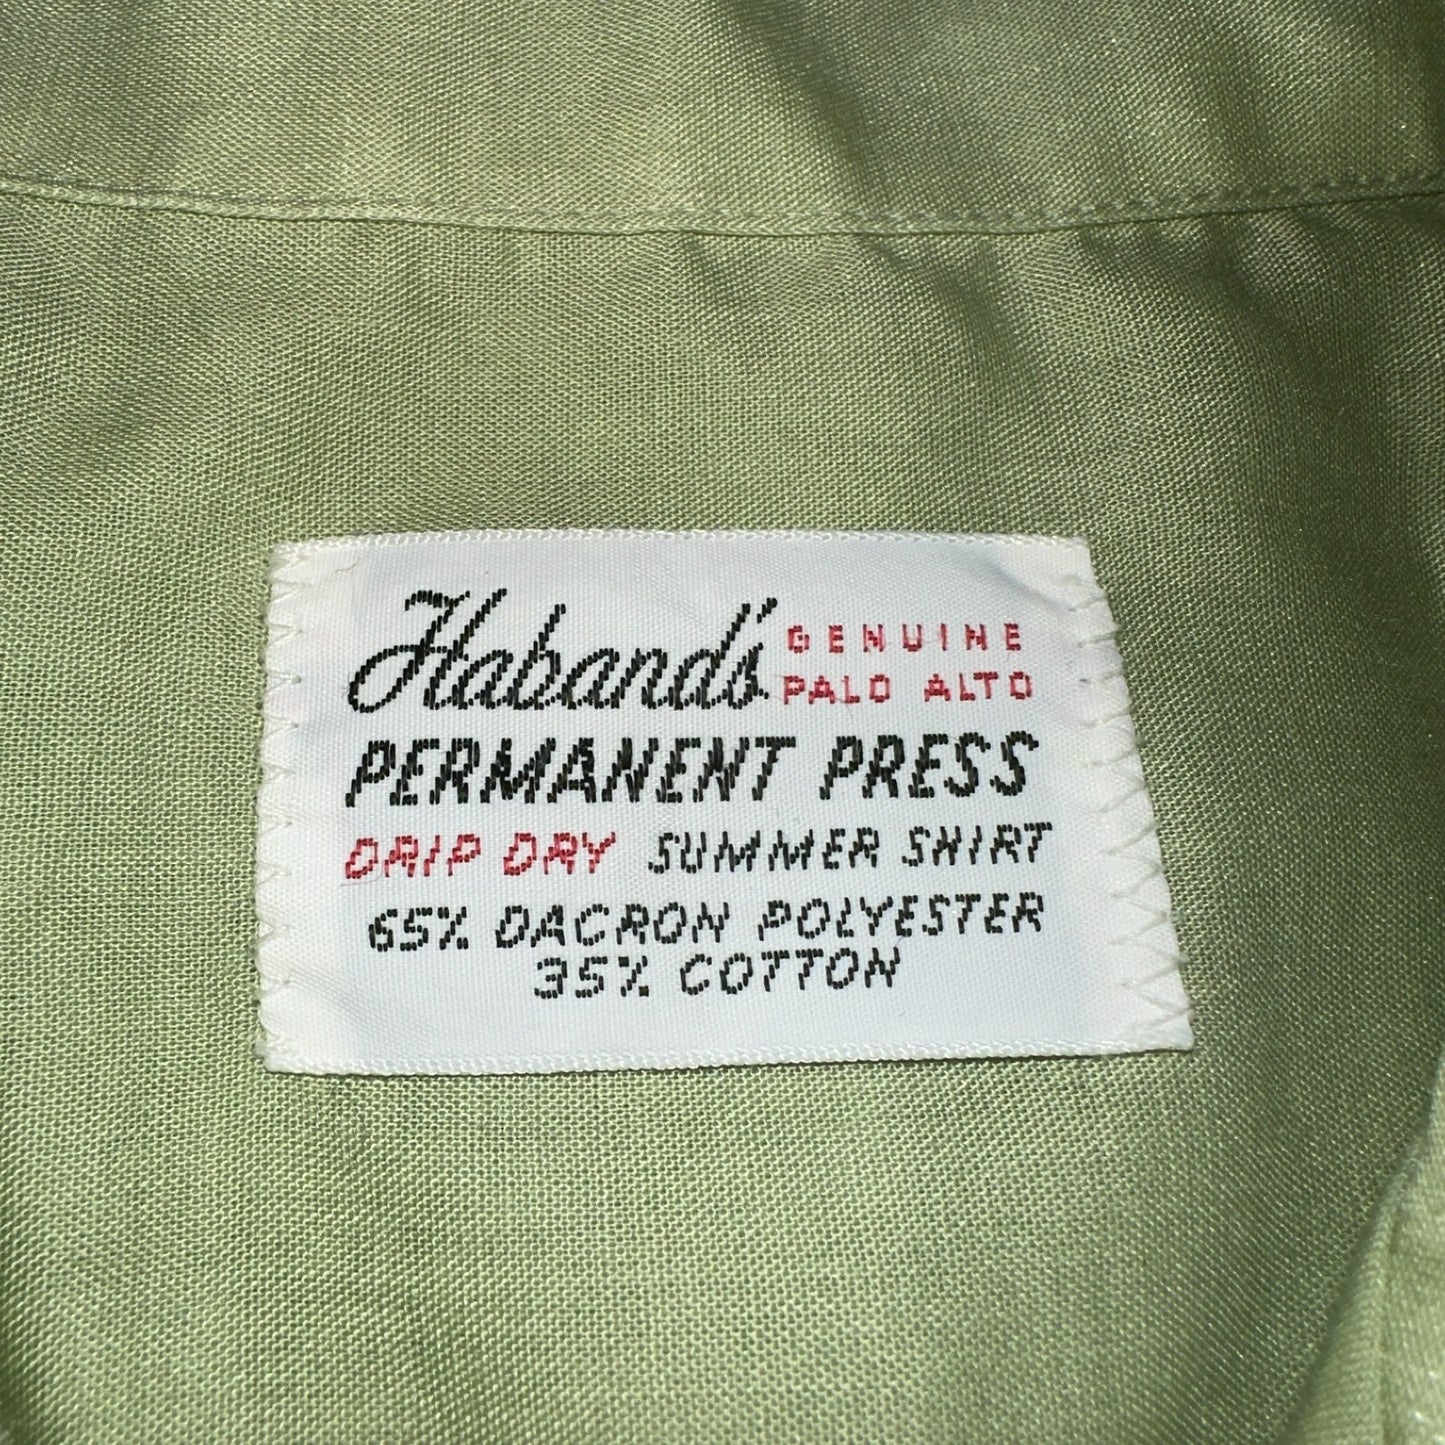 Haband's GENUINE
PALO ALTO
PERMANENT PRESS
DRIP DRY SUMMER SHIRT
65% DACRON POLYESTER
35% COTTON